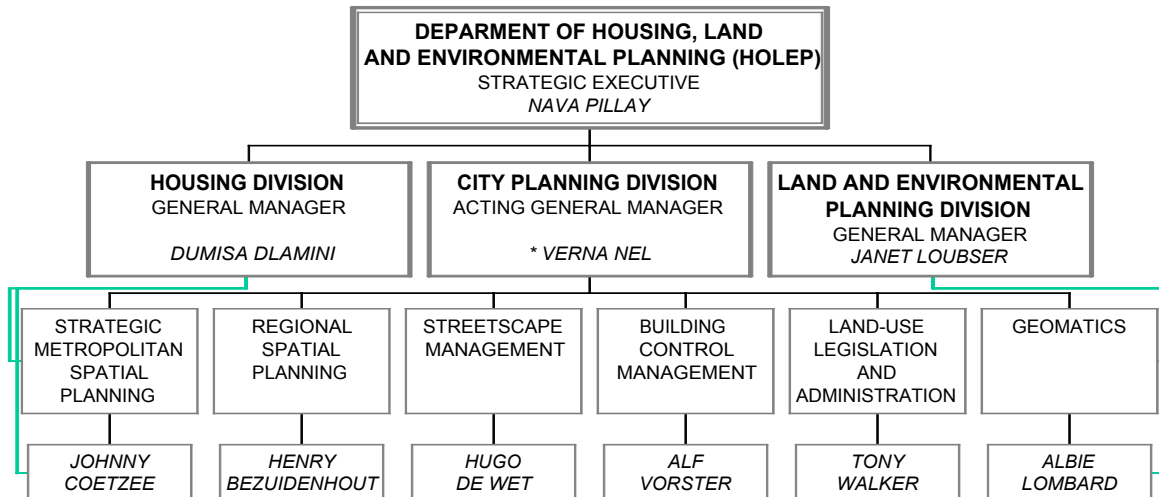 DEPARMENT OF HOUSING, LAND
AND ENVIRONMENTAL PLANNING (HOLEP)
STRATEGIC EXECUTIVE
NAVA PILLAY
HOUSING DIVISION
GENERAL MANAGER
DUMISA DLAMINI
CITY PLANNING DIVISION
ACTING GENERAL MANAGER
* VERNA NEL
LAND AND ENVIRONMENTAL
PLANNING DIVISION
GENERAL MANAGER
JANET LOUBSER
STRATEGIC
METROPOLITAN
SPATIAL
PLANNING
REGIONAL
SPATIAL
PLANNING
STREETSCAPE
MANAGEMENT
BUILDING
CONTROL
MANAGEMENT
LAND-USE
LEGISLATION
AND
ADMINISTRATION
GEOMATICS
JOHNNY
COETZEE
HENRY
BEZUIDENHOUT
HUGO
DE WET
ALF
VORSTER
TONY
WALKER
ALBIE
LOMBARD